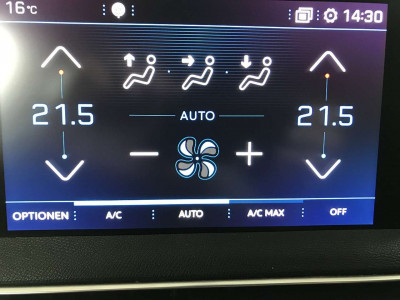 16°C 14:30
21.5 AUTO 21.5
OPTIONEN A/C AUTO A/C MAX OFF